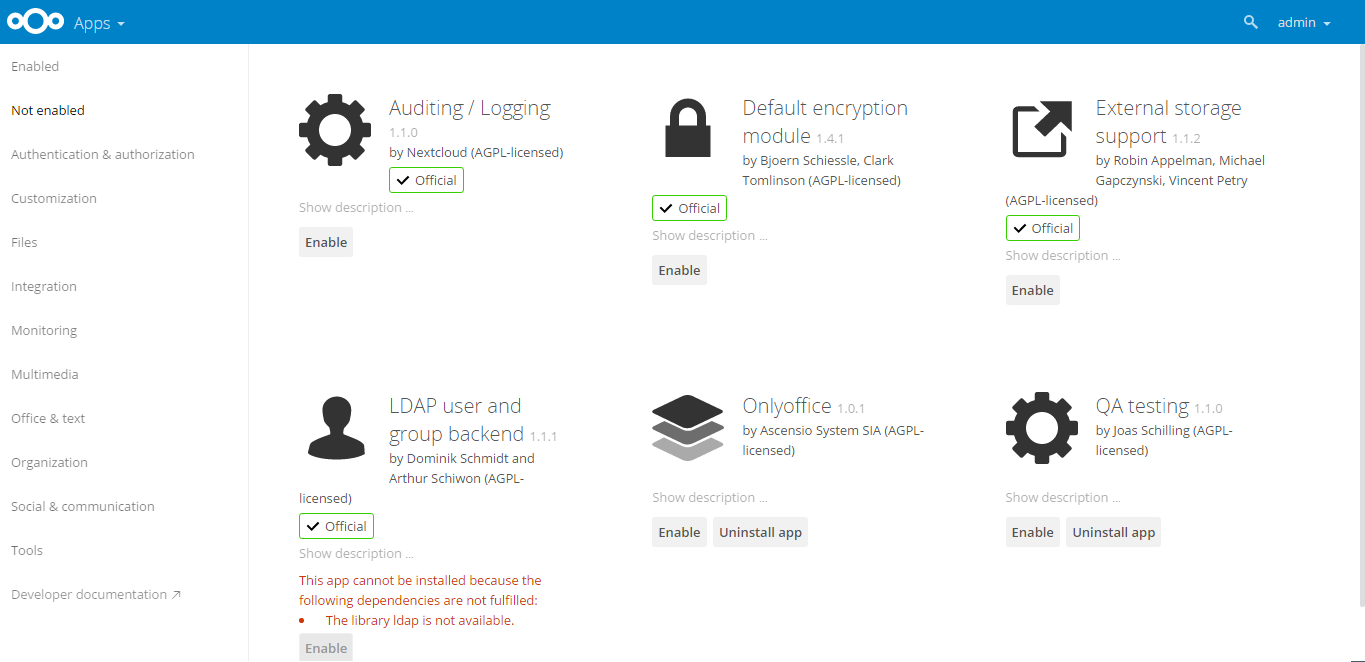 Apps
admin
Enabled
Not enabled
Authentication & authorization
Customization
Files
Integration
Monitoring
Multimedia
Office & text
Organization
Social & communication
Tools
Developer documentation ↗
Auditing / Logging
1.1.0
by Nextcloud (AGPL-licensed)
Official
Show description ...
Enable
Default encryption
module 1.4.1
by Bjoern Schiessle, Clark
Tomlinson (AGPL-licensed)
Official
Show description ...
Enable
External storage
support 1.1.2
by Robin Appelman, Michael
Gapczynski, Vincent Petry
(AGPL-licensed)
Official
Show description ...
Enable
LDAP user and
group backend 1.1.1
by Dominik Schmidt and
Arthur Schiwon (AGPL-
licensed)
Official
Show description ...
This app cannot be installed because the
following dependencies are not fulfilled:
• The library ldap is not available.
Enable
Onlyoffice 1.0.1
by Ascensio System SIA (AGPL-
licensed)
Show description ...
Enable Uninstall app
QA testing 1.1.0
by Joas Schilling (AGPL-
licensed)
Show description ...
Enable Uninstall app